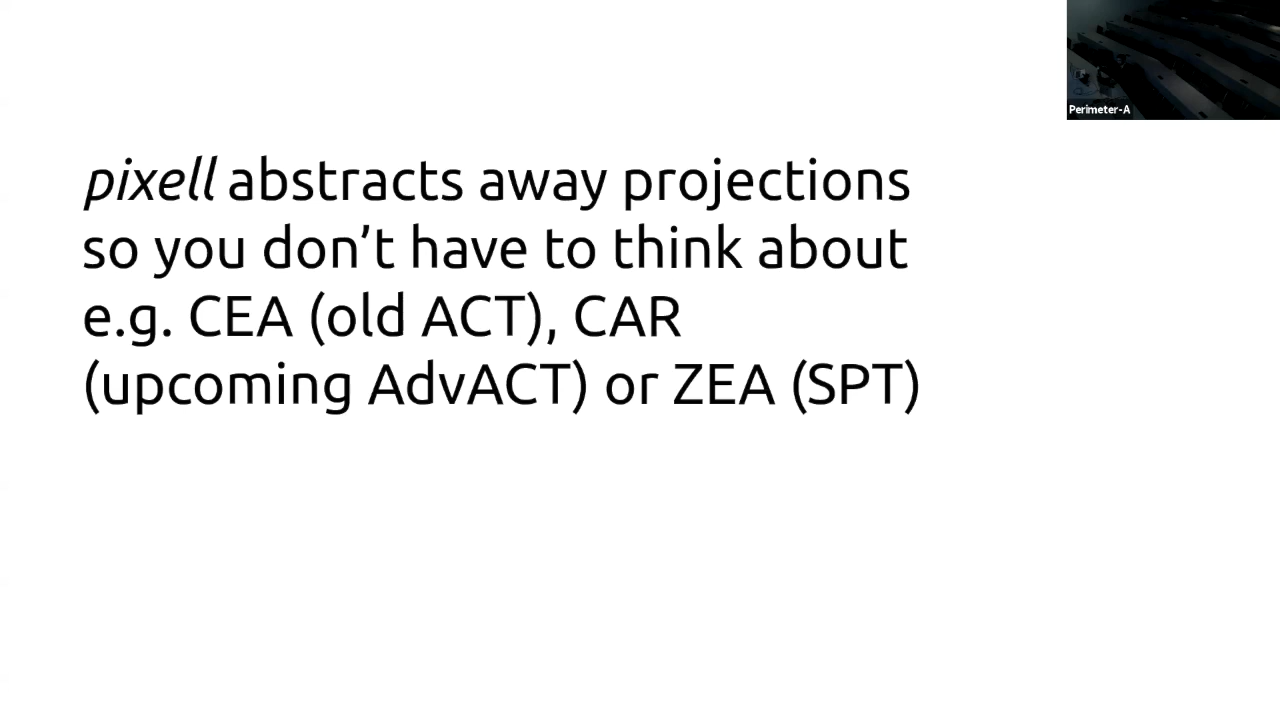 pixell abstracts away projections
so you don’t have to think about
e.g. CEA (old ACT), CAR
(upcoming AdvACT) or ZEA (SPT)
Perimeter-A